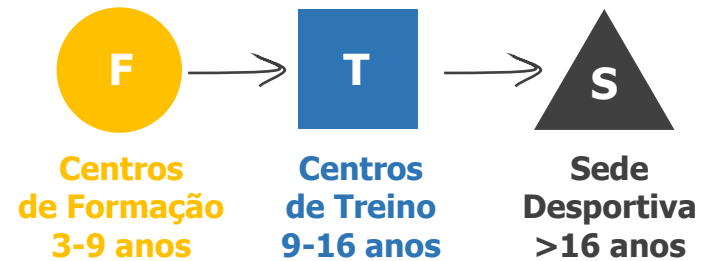 F
T
S
Centros
de Formação
3-9 anos
Centros
de Treino
9-16 anos
Sede
Desportiva
>16 anos